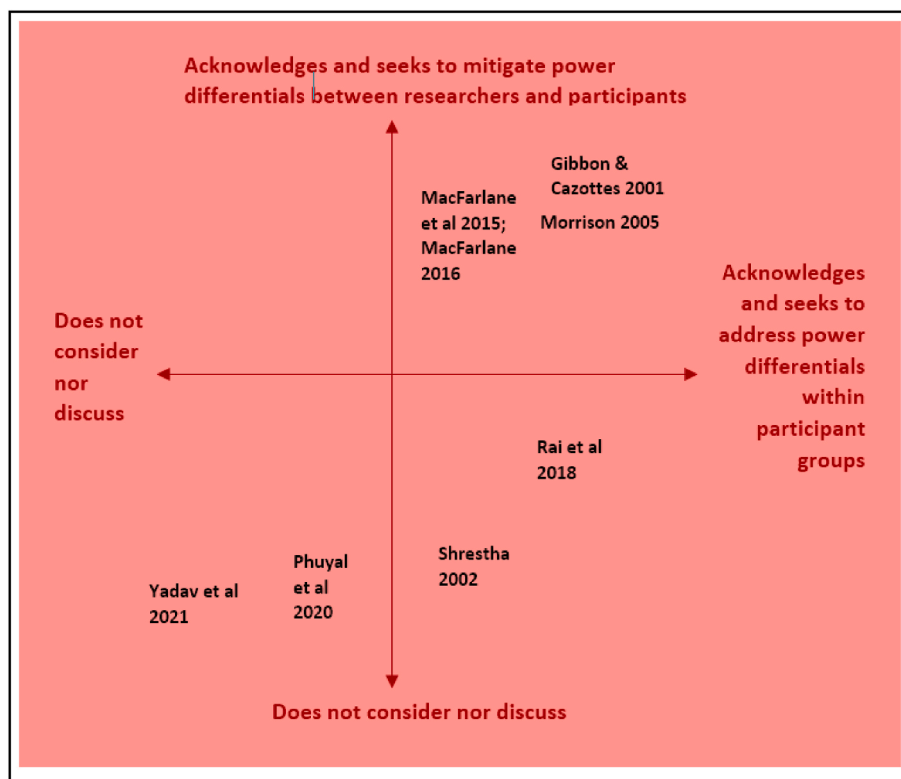 Acknowledges and seeks to mitigate power
differentials between researchers and participants
Gibbon &
Cazottes 2001
MacFarlane
et al 2015;
MacFarlane
2016
Morrison 2005
Does not
consider
nor
discuss
Acknowledges
and seeks to
address power
differentials
within
participant
groups
Rai et al
2018
Shrestha
2002
Phuyal
et al
2020
Yadav et al
2021
Does not consider nor discuss